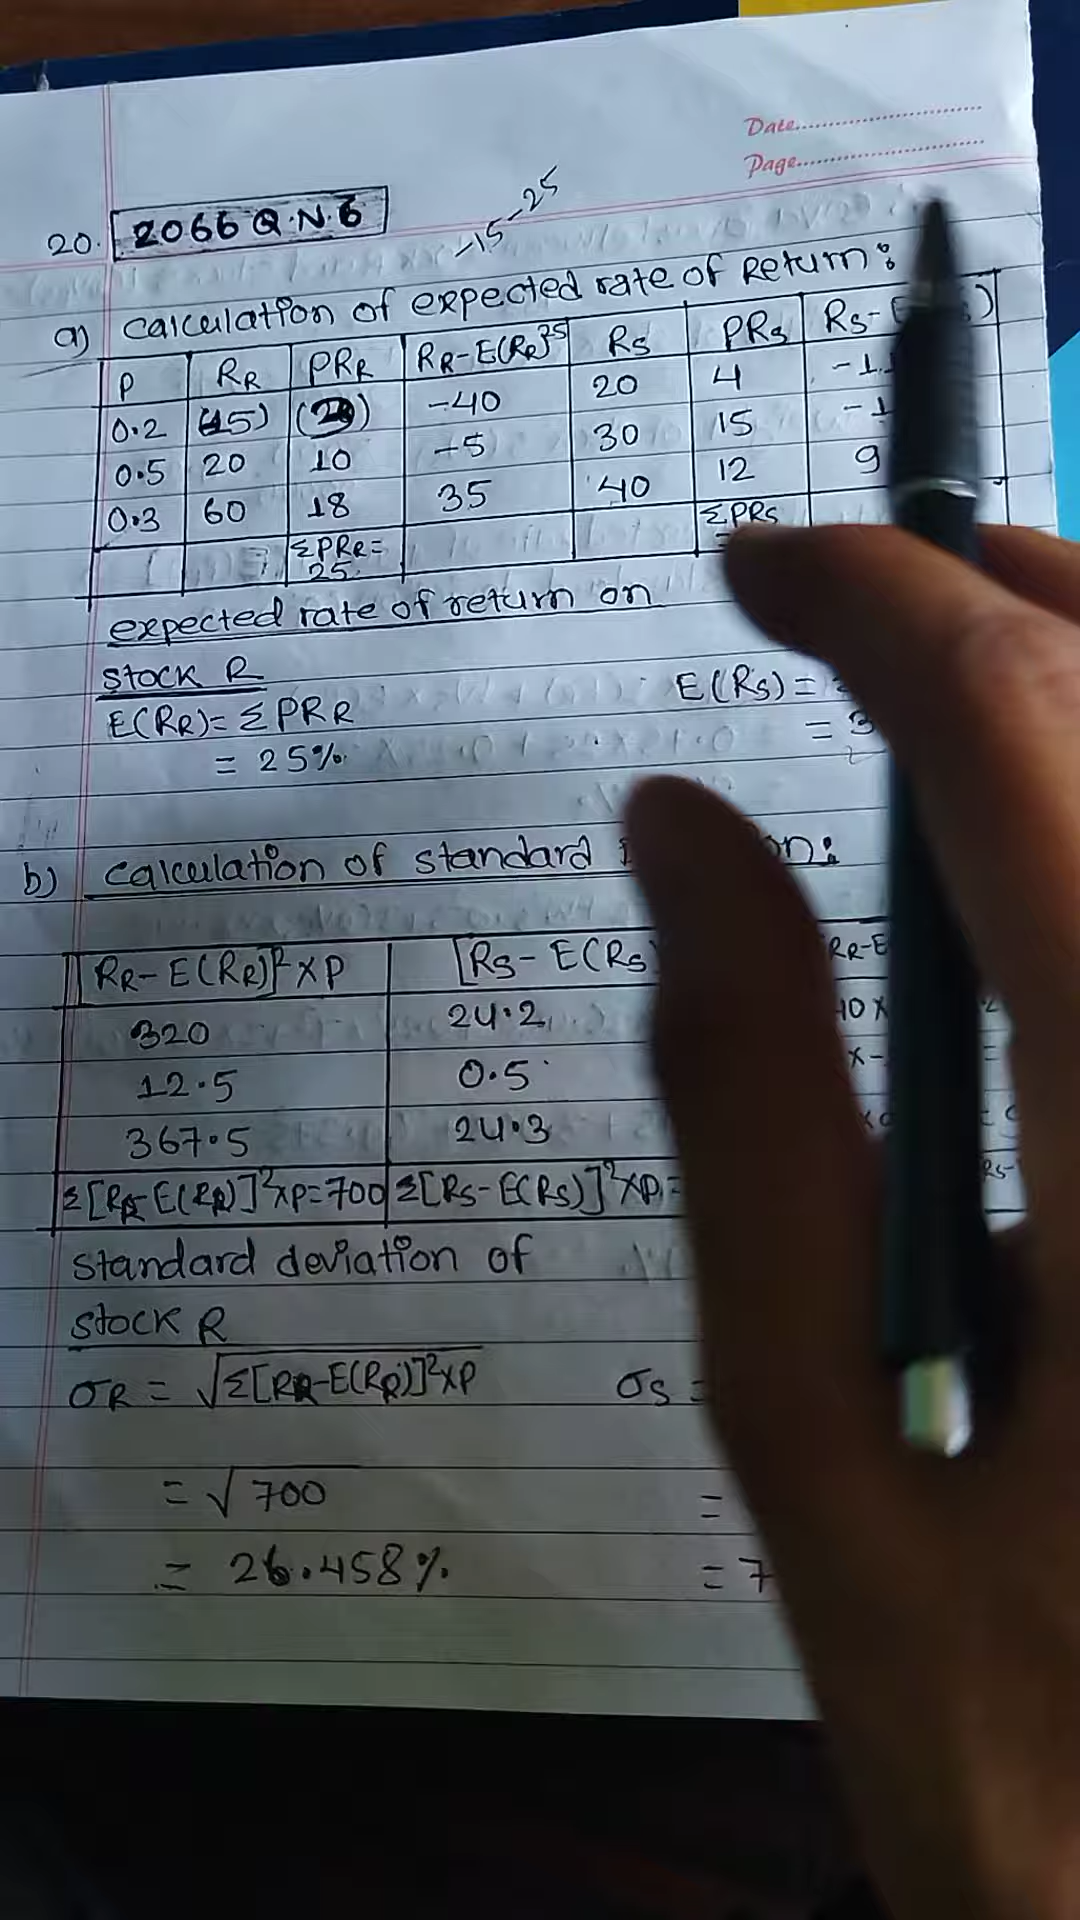 Date..............................
Page..............................
20. 2066 Q.N.6
-15-25
a) calculation of expected rate of Return:
P RR PRR RR-E(RR)25 Rs PRs Rs-
0.2 (15) -40 20 4
0.5 20 10 -5 30 15
0.3 60 18 35 40 12 9
ΣPRR= ΣPRs
25.
expected rate of return on
stock R
E(RR)= ΣPRR E(Rs)=
= 25%
b) calculation of standard
[RR-E(RR)]²×P [Rs-E(Rs
320 24.2
12.5 0.5
367.5 24.3
Σ[RR-E(RR)]²×P=700 Σ[Rs-E(Rs)]²×P=
standard deviation of
stock R
σR = √Σ[RR-E(RR)]²×P σs =
= √700 =
= 26.458% = 7